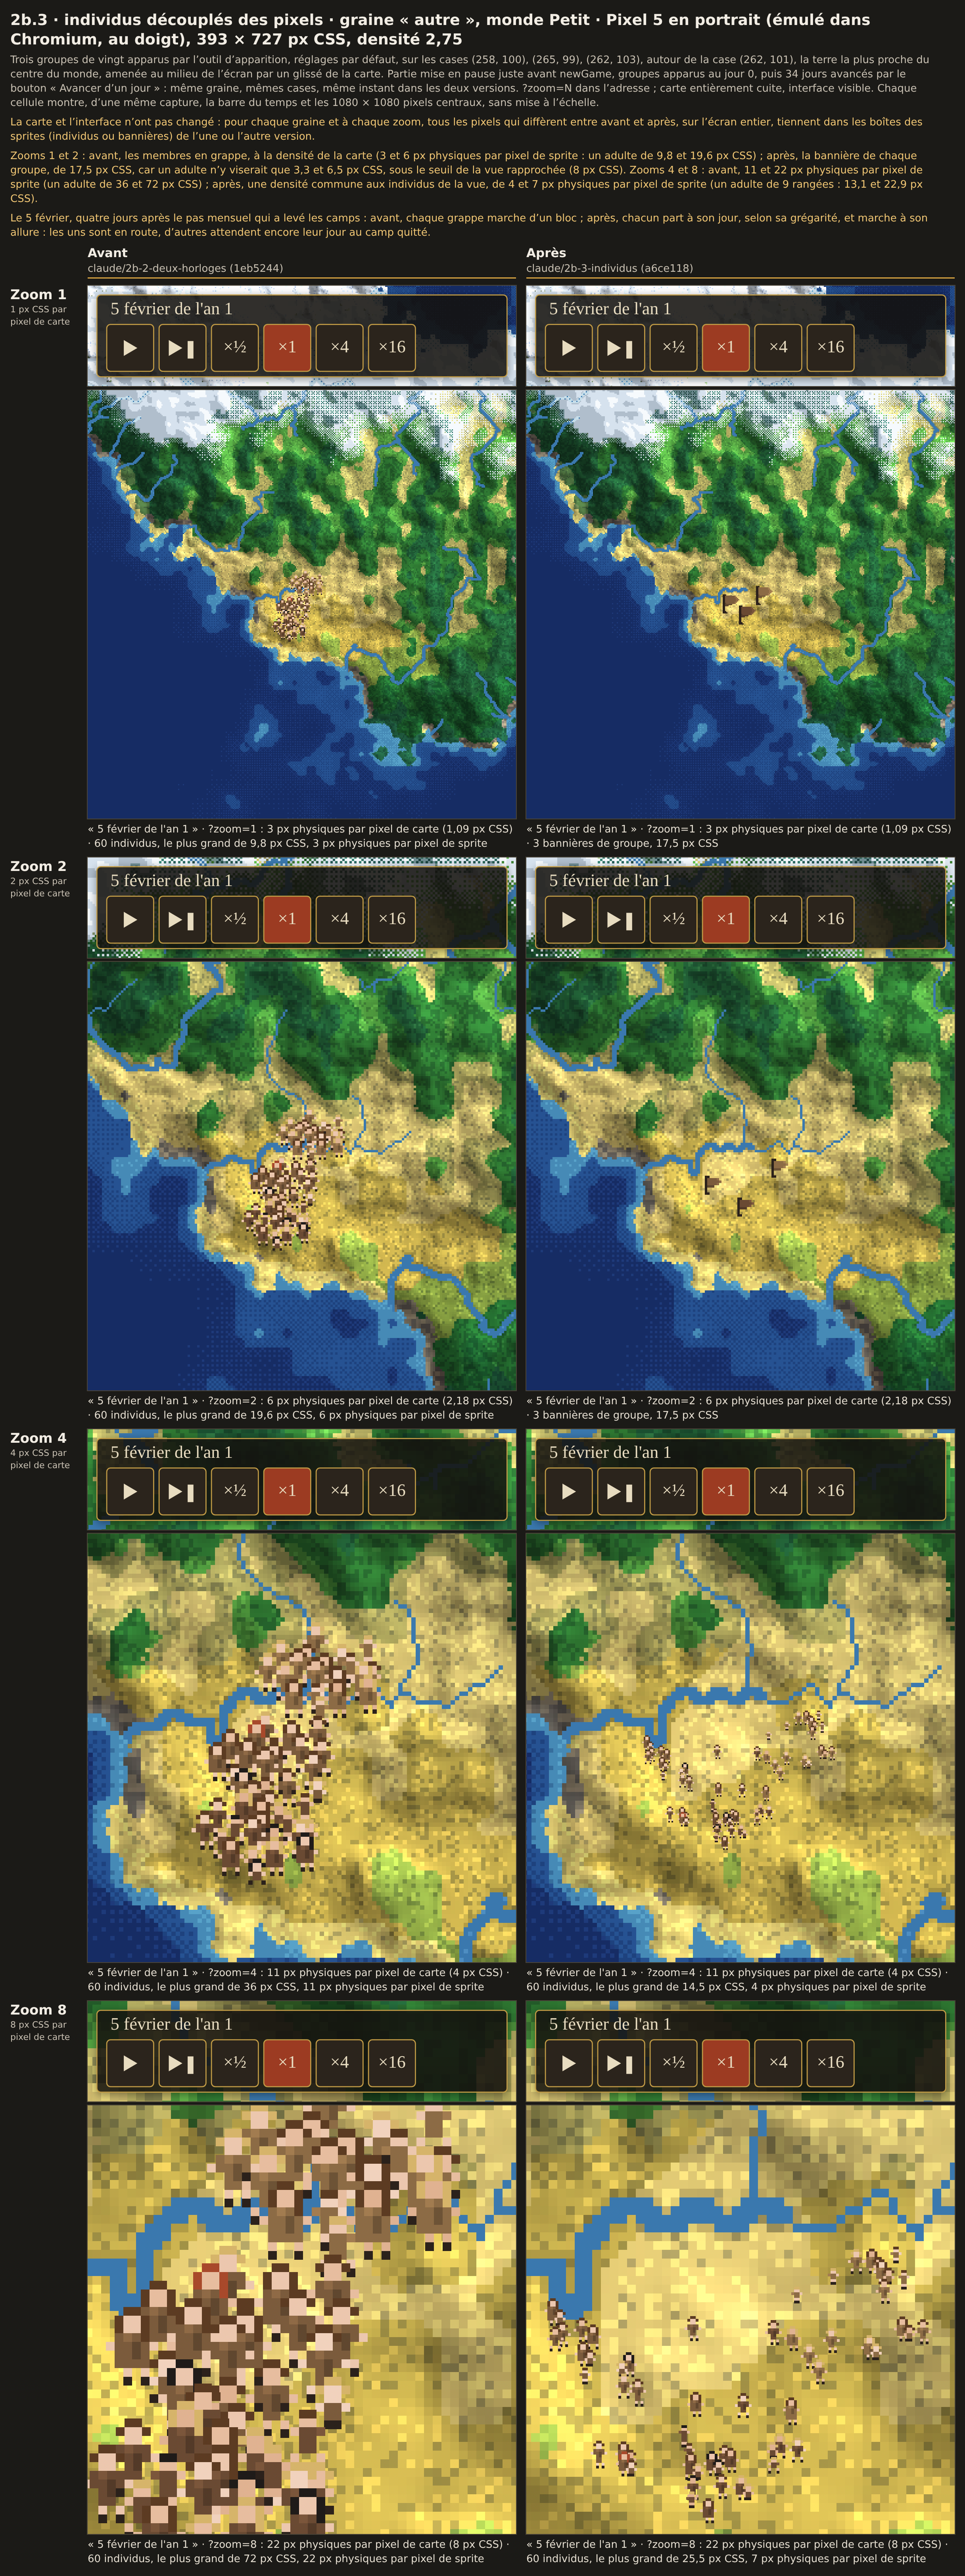 2b.3 · individus découplés des pixels · graine « autre », monde Petit · Pixel 5 en portrait (émulé dans
Chromium, au doigt), 393 × 727 px CSS, densité 2,75
Trois groupes de vingt apparus par l’outil d’apparition, réglages par défaut, sur les cases (258, 100), (265, 99), (262, 103), autour de la case (262, 101), la terre la plus proche du
centre du monde, amenée au milieu de l’écran par un glissé de la carte. Partie mise en pause juste avant newGame, groupes apparus au jour 0, puis 34 jours avancés par le
bouton « Avancer d’un jour » : même graine, mêmes cases, même instant dans les deux versions. ?zoom=N dans l’adresse ; carte entièrement cuite, interface visible. Chaque
cellule montre, d’une même capture, la barre du temps et les 1080 × 1080 pixels centraux, sans mise à l’échelle.
La carte et l’interface n’ont pas changé : pour chaque graine et à chaque zoom, tous les pixels qui diffèrent entre avant et après, sur l’écran entier, tiennent dans les boîtes des
sprites (individus ou bannières) de l’une ou l’autre version.
Zooms 1 et 2 : avant, les membres en grappe, à la densité de la carte (3 et 6 px physiques par pixel de sprite : un adulte de 9,8 et 19,6 px CSS) ; après, la bannière de chaque
groupe, de 17,5 px CSS, car un adulte n’y viserait que 3,3 et 6,5 px CSS, sous le seuil de la vue rapprochée (8 px CSS). Zooms 4 et 8 : avant, 11 et 22 px physiques par pixel de
sprite (un adulte de 36 et 72 px CSS) ; après, une densité commune aux individus de la vue, de 4 et 7 px physiques par pixel de sprite (un adulte de 9 rangées : 13,1 et 22,9 px
CSS).
Le 5 février, quatre jours après le pas mensuel qui a levé les camps : avant, chaque grappe marche d’un bloc ; après, chacun part à son jour, selon sa grégarité, et marche à son
allure : les uns sont en route, d’autres attendent encore leur jour au camp quitté.
Avant
claude/2b-2-deux-horloges (1eb5244)
Après
claude/2b-3-individus (a6ce118)
Zoom 1
1 px CSS par
pixel de carte
5 février de l'an 1
×½ ×1 ×4 ×16
5 février de l'an 1
×½ ×1 ×4 ×16
« 5 février de l'an 1 » · ?zoom=1 : 3 px physiques par pixel de carte (1,09 px CSS)
· 60 individus, le plus grand de 9,8 px CSS, 3 px physiques par pixel de sprite
« 5 février de l'an 1 » · ?zoom=1 : 3 px physiques par pixel de carte (1,09 px CSS)
· 3 bannières de groupe, 17,5 px CSS
Zoom 2
2 px CSS par
pixel de carte
5 février de l'an 1
×½ ×1 ×4 ×16
5 février de l'an 1
×½ ×1 ×4 ×16
« 5 février de l'an 1 » · ?zoom=2 : 6 px physiques par pixel de carte (2,18 px CSS)
· 60 individus, le plus grand de 19,6 px CSS, 6 px physiques par pixel de sprite
« 5 février de l'an 1 » · ?zoom=2 : 6 px physiques par pixel de carte (2,18 px CSS)
· 3 bannières de groupe, 17,5 px CSS
Zoom 4
4 px CSS par
pixel de carte
5 février de l'an 1
×½ ×1 ×4 ×16
5 février de l'an 1
×½ ×1 ×4 ×16
« 5 février de l'an 1 » · ?zoom=4 : 11 px physiques par pixel de carte (4 px CSS) ·
60 individus, le plus grand de 36 px CSS, 11 px physiques par pixel de sprite
« 5 février de l'an 1 » · ?zoom=4 : 11 px physiques par pixel de carte (4 px CSS) ·
60 individus, le plus grand de 14,5 px CSS, 4 px physiques par pixel de sprite
Zoom 8
8 px CSS par
pixel de carte
5 février de l'an 1
×½ ×1 ×4 ×16
5 février de l'an 1
×½ ×1 ×4 ×16
« 5 février de l'an 1 » · ?zoom=8 : 22 px physiques par pixel de carte (8 px CSS) ·
60 individus, le plus grand de 72 px CSS, 22 px physiques par pixel de sprite
« 5 février de l'an 1 » · ?zoom=8 : 22 px physiques par pixel de carte (8 px CSS) ·
60 individus, le plus grand de 25,5 px CSS, 7 px physiques par pixel de sprite